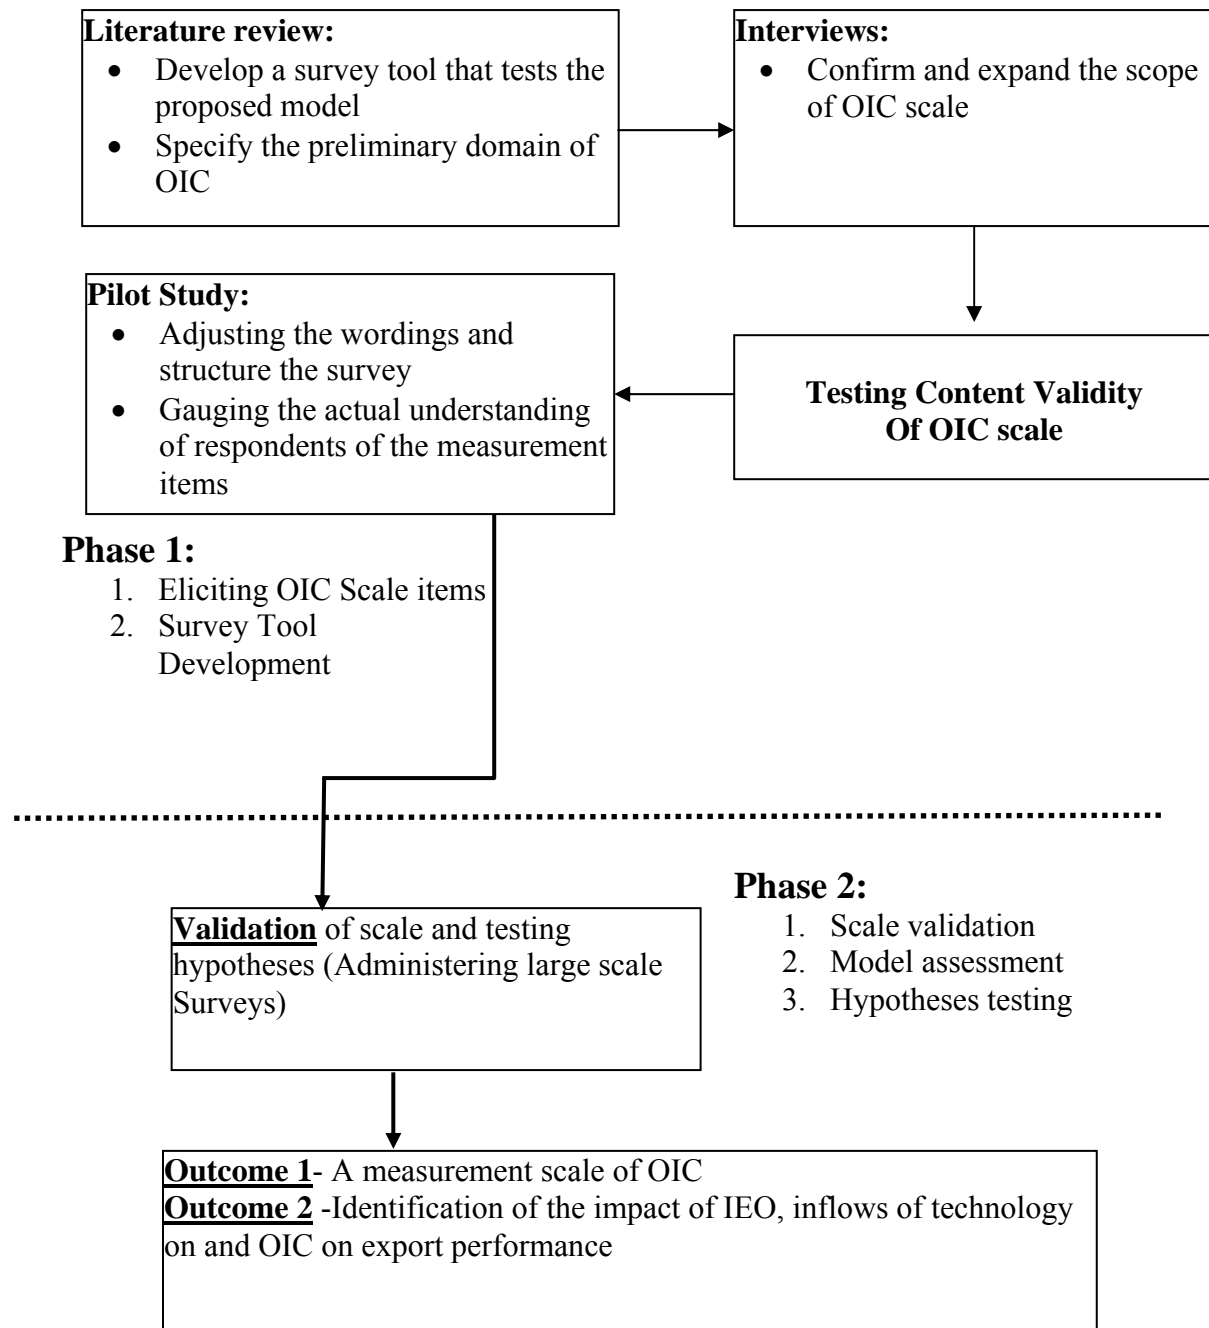 Literature review:
• Develop a survey tool that tests the
proposed model
• Specify the preliminary domain of
OIC
Interviews:
• Confirm and expand the scope
of OIC scale
Testing Content Validity
Of OIC scale
Pilot Study:
• Adjusting the wordings and
structure the survey
• Gauging the actual understanding
of respondents of the measurement
items
Phase 1:
1. Eliciting OIC Scale items
2. Survey Tool
Development
Phase 2:
1. Scale validation
2. Model assessment
3. Hypotheses testing
Validation of scale and testing
hypotheses (Administering large scale
Surveys)
Outcome 1- A measurement scale of OIC
Outcome 2 -Identification of the impact of IEO, inflows of technology
on and OIC on export performance